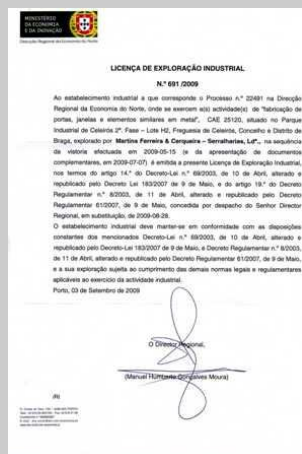 MINISTÉRIO
DA ECONOMIA
E DA INOVAÇÃO
Direcção Regional da Economia do Norte
LICENÇA DE EXPLORAÇÃO INDUSTRIAL
N.º 691 /2009
Ao estabelecimento industrial a que corresponde o Processo n.º 22491 na Direcção
Regional da Economia do Norte, onde se exercem a(s) actividade(s) de "fabricação de
portas, janelas e elementos similares em metal", CAE 25120, situado no Parque
Industrial de Celeirós 2ª. Fase – Lote H2, Freguesia de Celeirós, Concelho e Distrito de
Braga, explorado por Martins Ferreira & Cerqueira – Serralharias, Ldª., na sequência
da vistoria efectuada em 2009-05-15 (e da apresentação de documentos
complementares, em 2009-07-07) é emitida a presente Licença de Exploração Industrial,
nos termos do artigo 14.º do Decreto-Lei n.º 69/2003, de 10 de Abril, alterado e
republicado pelo Decreto Lei 183/2007 de 9 de Maio, e do artigo 19.º do Decreto
Regulamentar n.º 8/2003, de 11 de Abril, alterado e republicado pelo Decreto
Regulamentar 61/2007, de 9 de Maio, concedida por despacho do Senhor Director
Regional, em substituição, de 2009-08-28.
O estabelecimento industrial deve manter-se em conformidade com as disposições
constantes dos mencionados Decreto-Lei n.º 69/2003, de 10 de Abril, alterado e
republicado pelo Decreto-Lei 183/2007 de 9 de Maio, e Decreto Regulamentar n.º 8/2003,
de 11 de Abril, alterado e republicado pelo Decreto Regulamentar 61/2007, de 9 de Maio,
e a sua exploração sujeita ao cumprimento das demais normas legais e regulamentares
aplicáveis ao exercício da actividade industrial.
Porto, 03 de Setembro de 2009
O Director Regional,
(Manuel Humberto Gonçalves Moura)